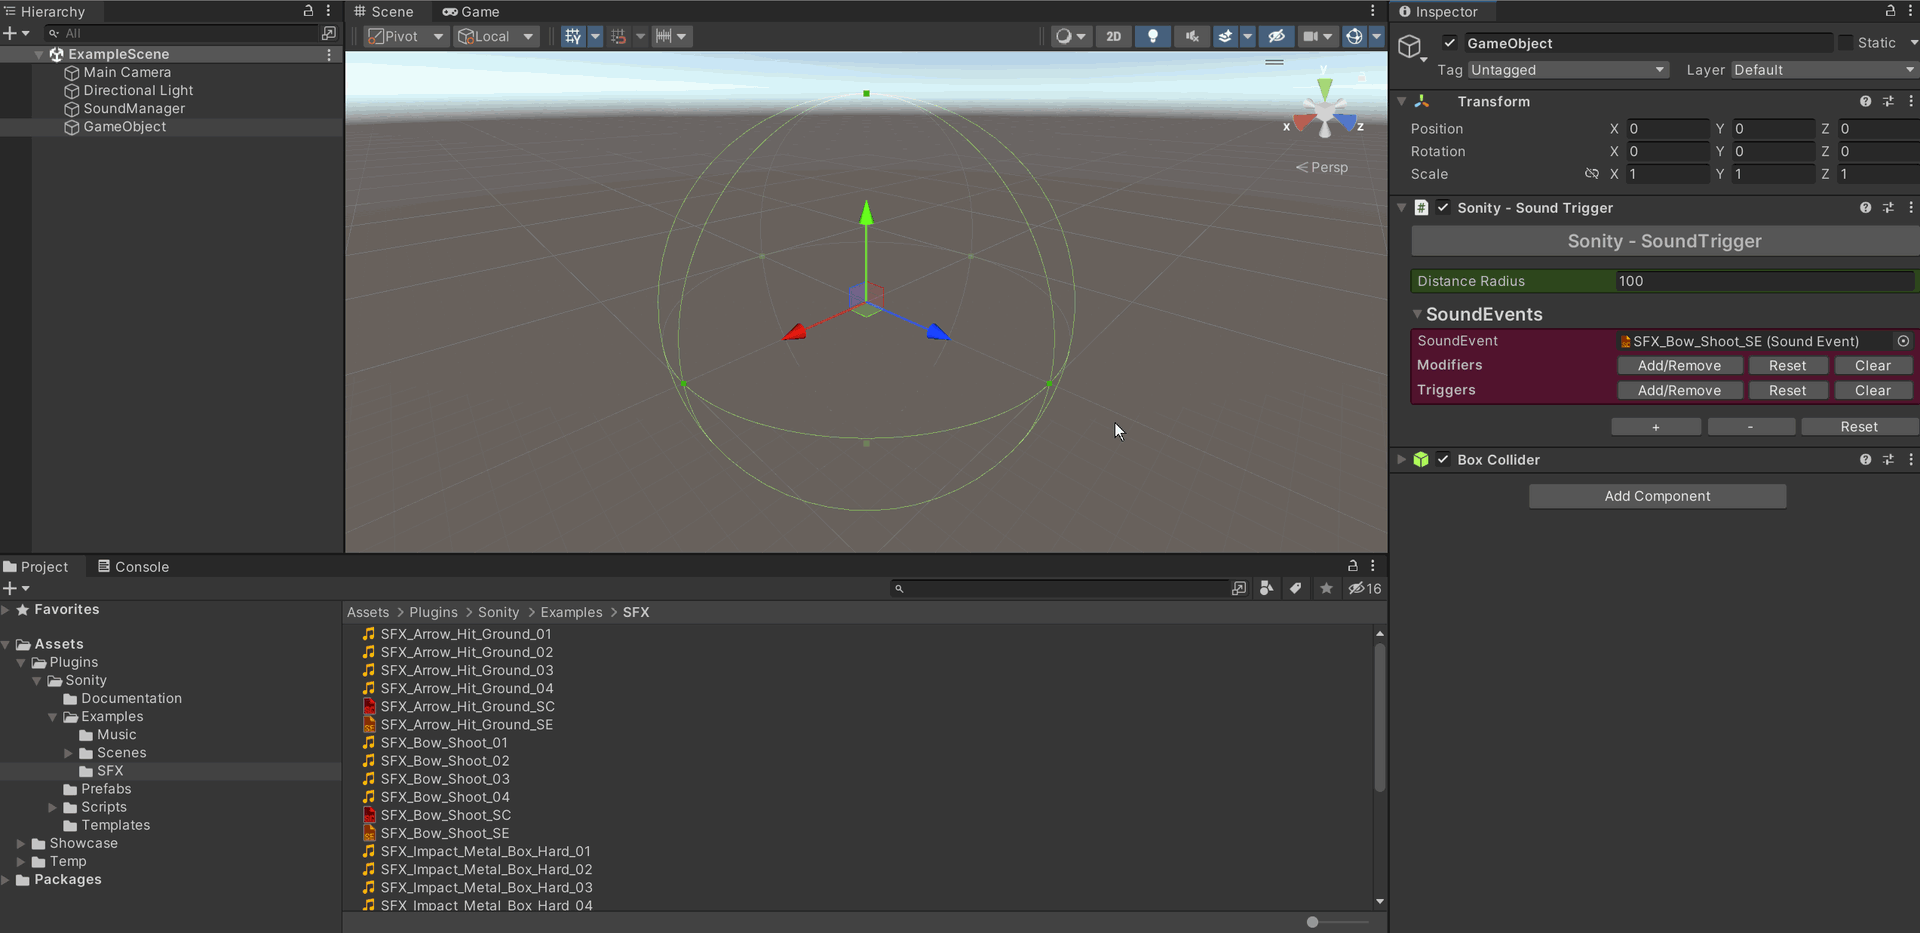 Hierarchy
All
ExampleScene
Main Camera
Directional Light
SoundManager
GameObject
Scene Game
Pivot Local 2D
y
x z
Persp
Inspector
GameObject Static
Tag Untagged Layer Default
Transform
Position X 0 Y 0 Z 0
Rotation X 0 Y 0 Z 0
Scale X 1 Y 1 Z 1
# Sonity - Sound Trigger
Sonity - SoundTrigger
Distance Radius 100
SoundEvents
SoundEvent SFX_Bow_Shoot_SE (Sound Event)
Modifiers Add/Remove Reset Clear
Triggers Add/Remove Reset Clear
+ - Reset
Box Collider
Add Component
Project Console
16
Favorites
Assets
Plugins
Sonity
Documentation
Examples
Music
Scenes
SFX
Prefabs
Scripts
Templates
Showcase
Temp
Packages
Assets > Plugins > Sonity > Examples > SFX
SFX_Arrow_Hit_Ground_01
SFX_Arrow_Hit_Ground_02
SFX_Arrow_Hit_Ground_03
SFX_Arrow_Hit_Ground_04
SFX_Arrow_Hit_Ground_SC
SFX_Arrow_Hit_Ground_SE
SFX_Bow_Shoot_01
SFX_Bow_Shoot_02
SFX_Bow_Shoot_03
SFX_Bow_Shoot_04
SFX_Bow_Shoot_SC
SFX_Bow_Shoot_SE
SFX_Impact_Metal_Box_Hard_01
SFX_Impact_Metal_Box_Hard_02
SFX_Impact_Metal_Box_Hard_03
SFX_Impact_Metal_Box_Hard_04